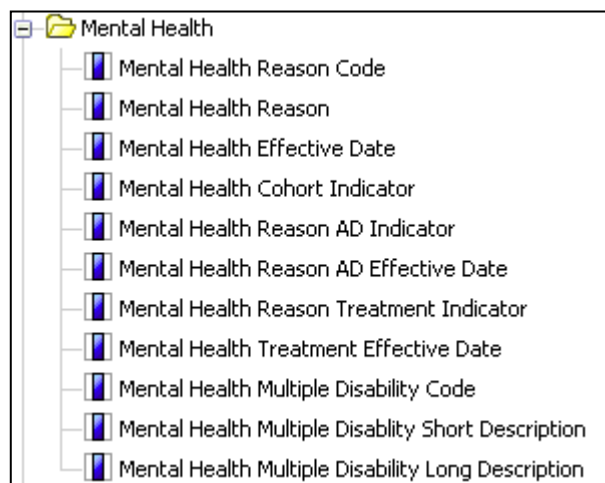 Mental Health
Mental Health Reason Code
Mental Health Reason
Mental Health Effective Date
Mental Health Cohort Indicator
Mental Health Reason AD Indicator
Mental Health Reason AD Effective Date
Mental Health Reason Treatment Indicator
Mental Health Treatment Effective Date
Mental Health Multiple Disability Code
Mental Health Multiple Disablity Short Description
Mental Health Multiple Disability Long Description